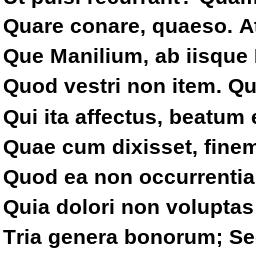 Ut pulsi recurrant? Quam
Quare conare, quaeso. At
Que Manilium, ab iisque
Quod vestri non item. Qu
Qui ita affectus, beatum e
Quae cum dixisset, finem
Quod ea non occurrentia
Quia dolori non voluptas
Tria genera bonorum; Se